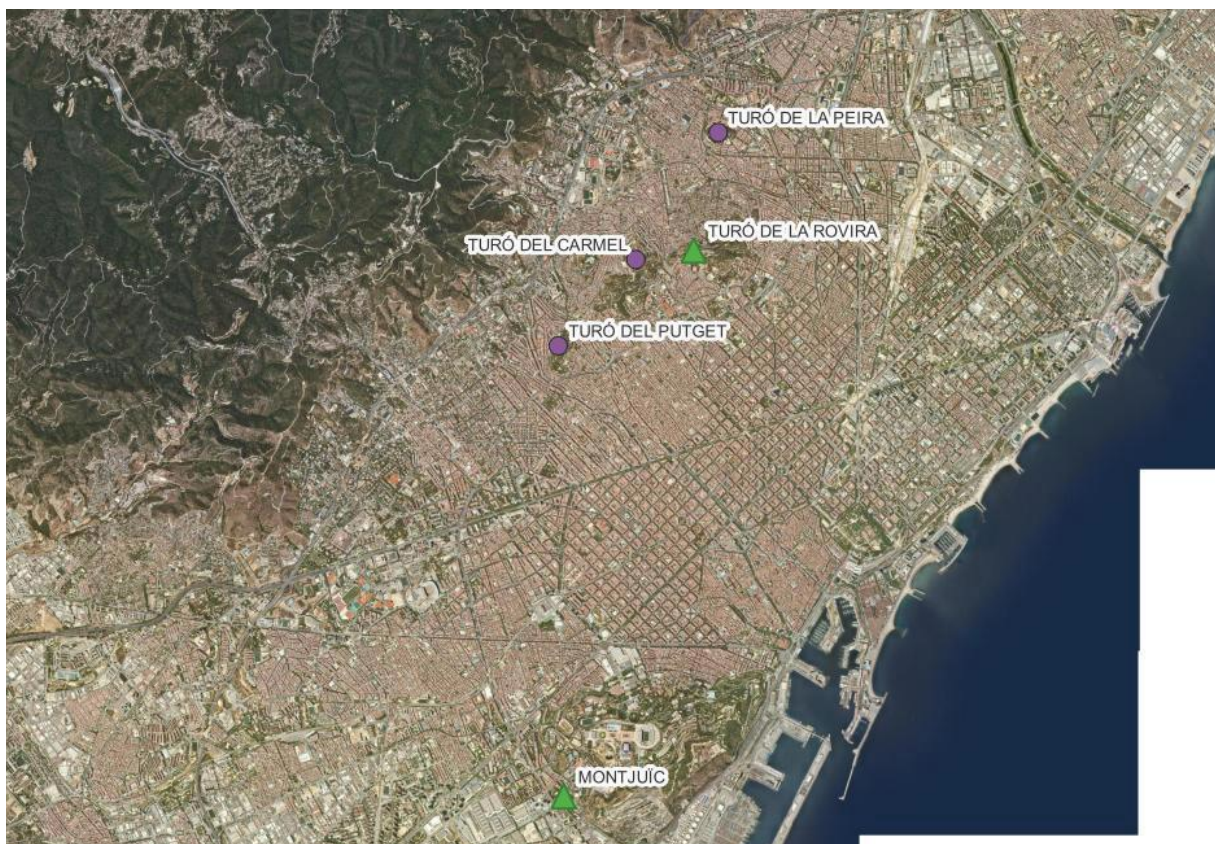 TURÓ DE LA PEIRA
TURÓ DE LA ROVIRA
TURÓ DEL CARMEL
TURÓ DEL PUTGET
MONTJUÏC